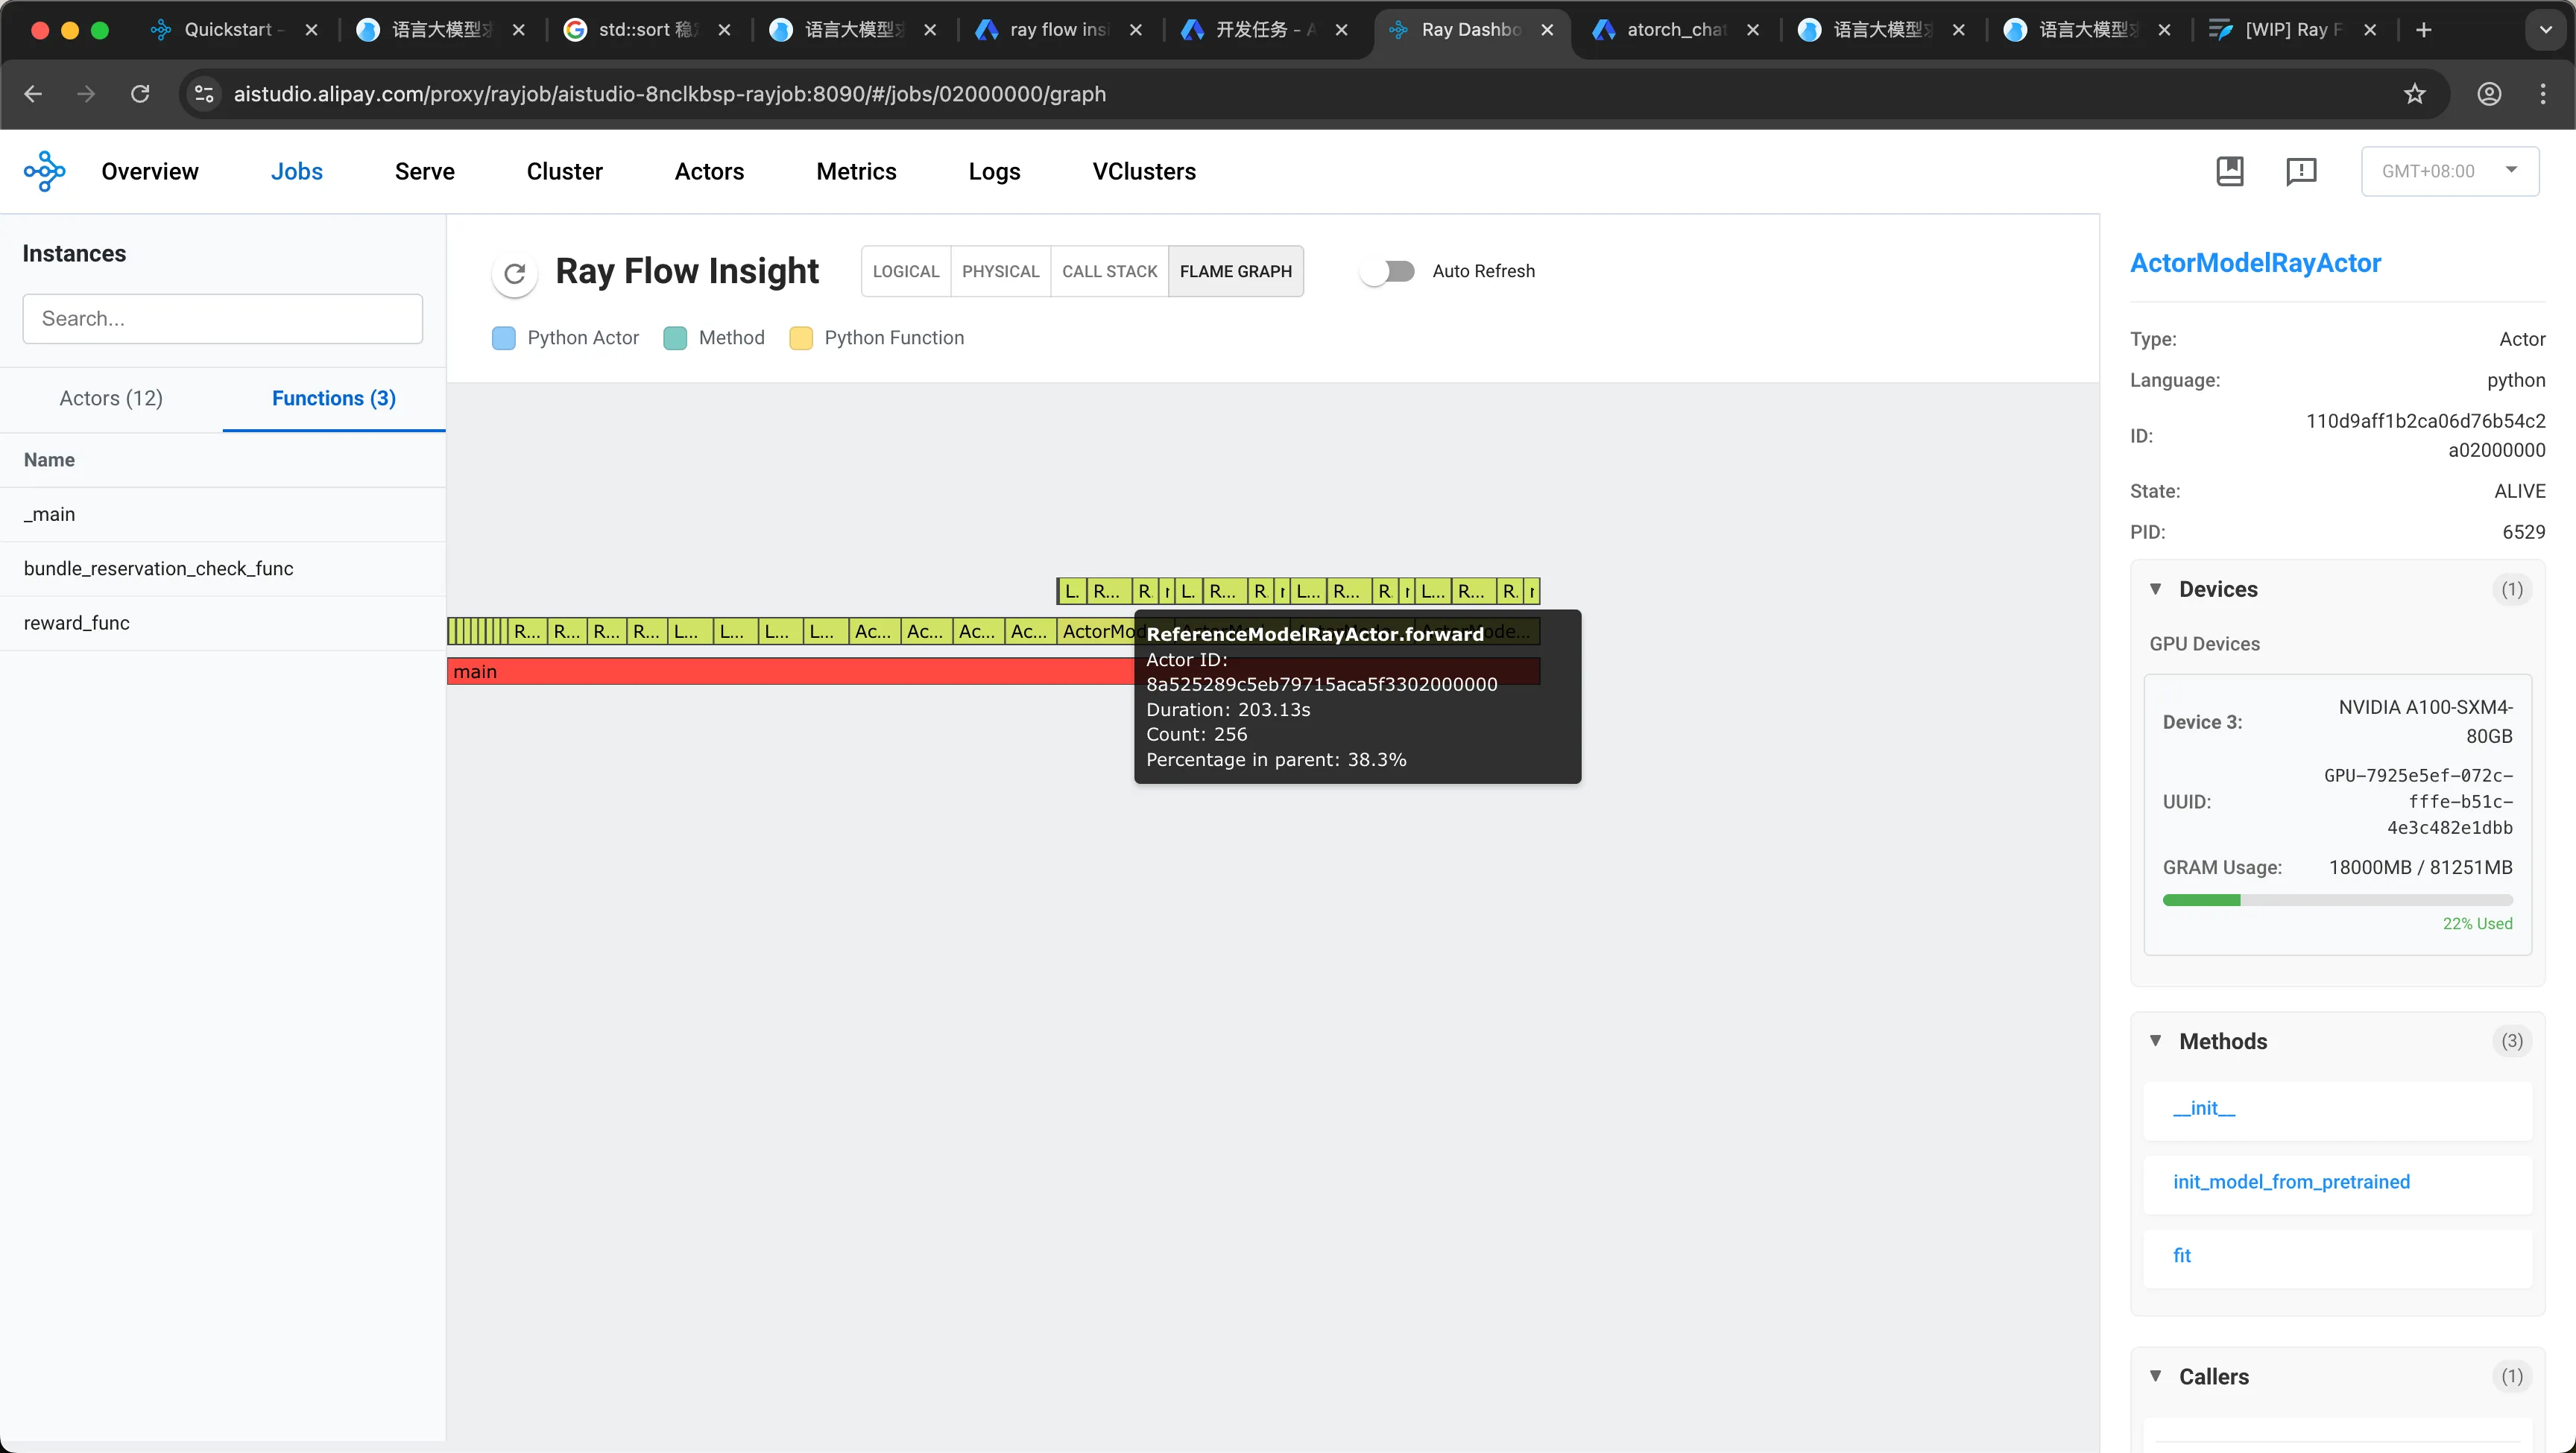 Quickstart -
语言大模型
std::sort 稳
语言大模型
ray flow ins
开发任务 - A
Ray Dashbo
atorch_chat
语言大模型
语言大模型
[WIP] Ray F
aistudio.alipay.com/proxy/rayjob/aistudio-8nclkbsp-rayjob:8090/#/jobs/02000000/graph
Overview
Jobs
Serve
Cluster
Actors
Metrics
Logs
VClusters
GMT+08:00
Instances
Search...
Actors (12)
Functions (3)
Name
_main
bundle_reservation_check_func
reward_func
Ray Flow Insight
LOGICAL
PHYSICAL
CALL STACK
FLAME GRAPH
Auto Refresh
Python Actor
Method
Python Function
L. R... R. r L. R... R. r L... R... R. r L... R... R. r
R... R... R... R... L... L... L... L... Ac... Ac... Ac... Ac... ActorMod
main
ReferenceModelRayActor.forward
Actor ID:
8a525289c5eb79715aca5f3302000000
Duration: 203.13s
Count: 256
Percentage in parent: 38.3%
ActorModelRayActor
Type: Actor
Language: python
ID: 110d9aff1b2ca06d76b54c2
a02000000
State: ALIVE
PID: 6529
Devices (1)
GPU Devices
Device 3: NVIDIA A100-SXM4-
80GB
UUID: GPU-7925e5ef-072c-
fffe-b51c-
4e3c482e1dbb
GRAM Usage: 18000MB / 81251MB
22% Used
Methods (3)
__init__
init_model_from_pretrained
fit
Callers (1)